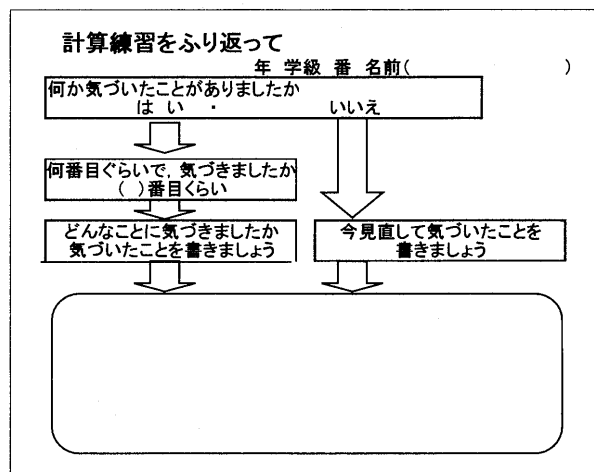 計算練習をふり返って
年 学級 番 名前( )
何か気づいたことがありましたか
はい ・ いいえ
何番目ぐらいで，気づきましたか
( )番目くらい
どんなことに気づきましたか
気づいたことを書きましょう
今見直して気づいたことを
書きましょう